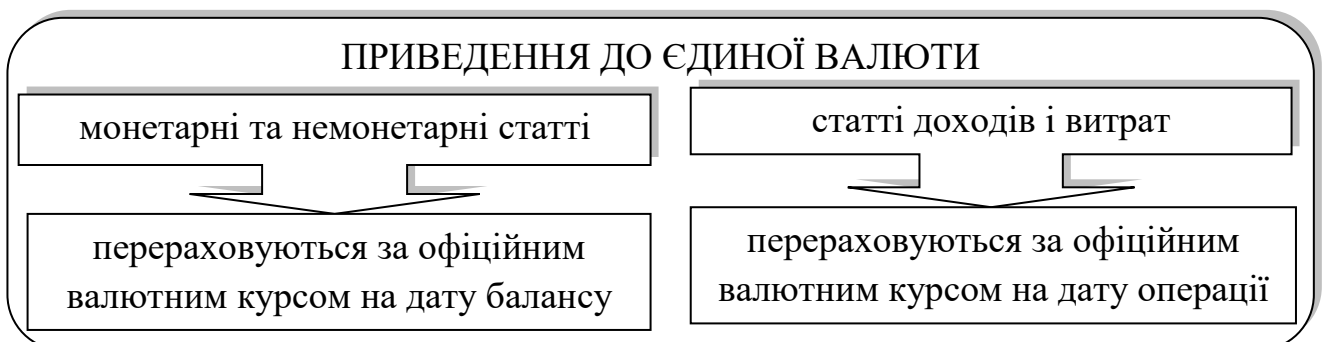 ПРИВЕДЕННЯ ДО ЄДИНОЇ ВАЛЮТИ
монетарні та немонетарні статті
перераховуються за офіційним
валютним курсом на дату балансу
статті доходів і витрат
перераховуються за офіційним
валютним курсом на дату операції